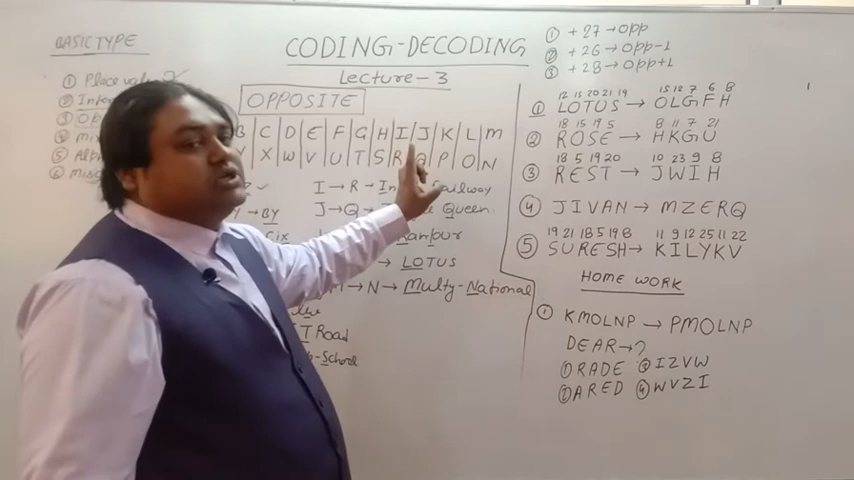 BASIC TYPE
① Place value
② Inte
③ Op
④ Mi
⑤ Alp
⑥ Misc
CODING-DECODING
Lecture-3
OPPOSITE
B C D E F G H I J K L M
Y X W V U T S R Q P O N
I→R→In Railway
J→Q→ Queen
Y→BY
Six
Kanpur
→ LOTUS
M→N→Multy-National
IT Road
-School
① +27→OPP
② +26→OPP-1
③ +28→OPP+1
12 15 20 21 19 15 12 7 6 8
① LOTUS→ OLGFH
18 15 19 5 8 11 7 21
② ROSE→ HKGU
18 5 19 20 10 23 9 8
③ REST→ JWIH
④ JIVAN→ MZERQ
19 21 18 5 19 8 11 9 12 25 11 22
⑤ SURESH→ KILYKV
HOME WORK
① KMOLNP→PMOLNP
DEAR→?
① RADE ③ IZVW
② ARED ④ WVZI